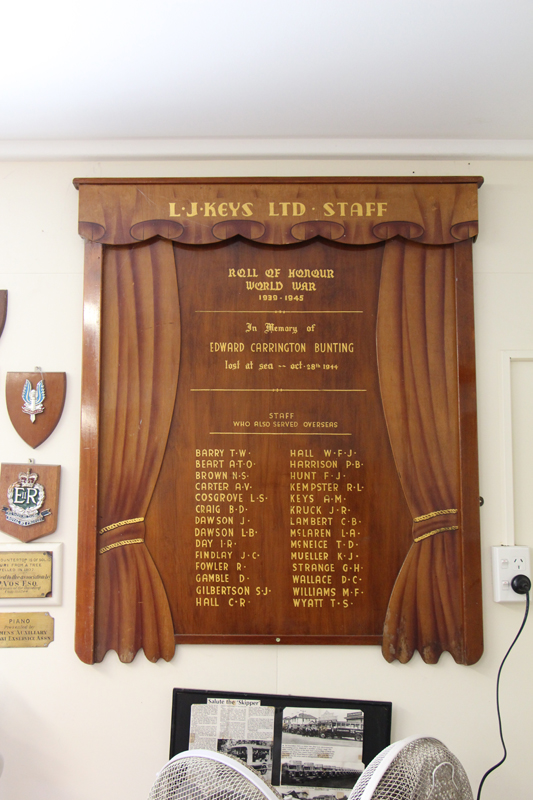 L·J·KEYS LTD·STAFF
ROLL OF HONOUR
WORLD WAR
1939-1945
In Memory of
EDWARD CARRINGTON BUNTING
lost at sea -- oct·28th 1944
STAFF
WHO ALSO SERVED OVERSEAS
BARRY T·W·
BEART A·T·O·
BROWN N·S·
CARTER A·V·
COSGROVE L·S·
CRAIG B·D·
DAWSON J·
DAWSON L·B·
DAY I·R·
FINDLAY J·C·
FOWLER R·
GAMBLE D·
GILBERTSON S·J·
HALL C·R·
HALL W·F·J·
HARRISON P·B·
HUNT F·J·
KEMPSTER R·L·
KEYS A·M·
KRUCK J·R·
LAMBERT C·B·
McLAREN L·A·
McNEICE T·D·
MUELLER K·J·
STRANGE G·H·
WALLACE D·C·
WILLIAMS M·F·
WYATT T·S·
EIIR
ESQ
PIANO
AUXILIARY
Salute the 'Skipper'